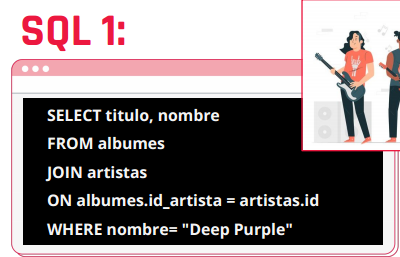 SQL 1:
SELECT titulo, nombre
FROM albumes
JOIN artistas
ON albumes.id_artista = artistas.id
WHERE nombre= "Deep Purple"